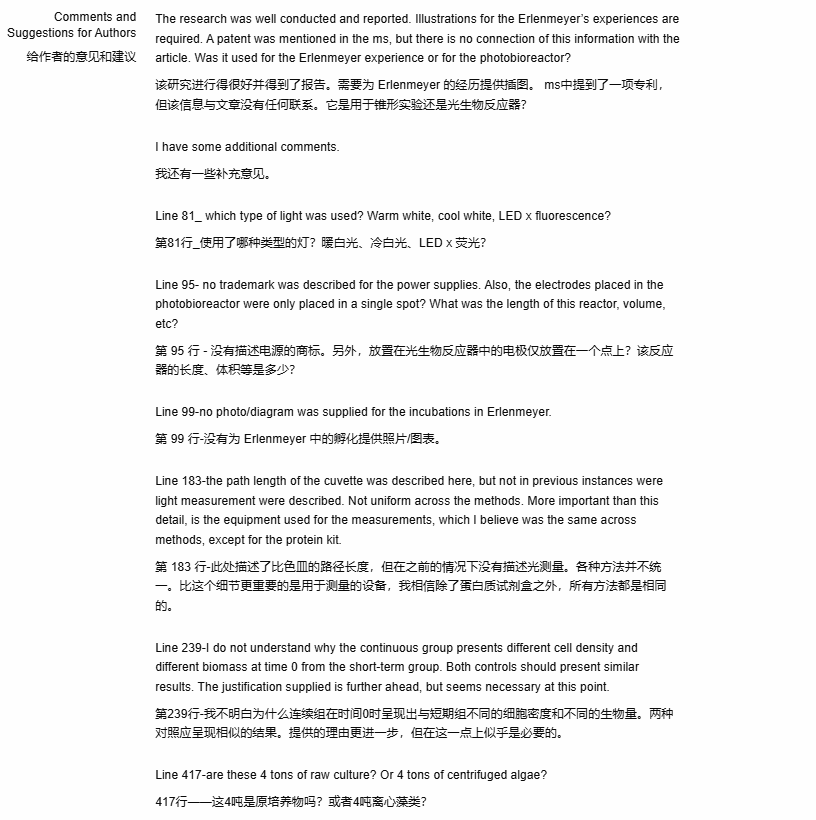 Comments and
Suggestions for Authors
给作者的意见和建议
The research was well conducted and reported. Illustrations for the Erlenmeyer's experiences are
required. A patent was mentioned in the ms, but there is no connection of this information with the
article. Was it used for the Erlenmeyer experience or for the photobioreactor?
该研究进行得很好并得到了报告。需要为 Erlenmeyer 的经历提供插图。 ms中提到了一项专利，
但该信息与文章没有任何联系。它是用于锥形实验还是光生物反应器？
I have some additional comments.
我还有一些补充意见。
Line 81_ which type of light was used? Warm white, cool white, LED x fluorescence?
第81行_使用了哪种类型的灯？暖白光、冷白光、LED x 荧光？
Line 95- no trademark was described for the power supplies. Also, the electrodes placed in the
photobioreactor were only placed in a single spot? What was the length of this reactor, volume,
etc?
第 95 行 - 没有描述电源的商标。另外，放置在光生物反应器中的电极仅放置在一个点上？该反应
器的长度、体积等是多少？
Line 99-no photo/diagram was supplied for the incubations in Erlenmeyer.
第 99 行-没有为 Erlenmeyer 中的孵化提供照片/图表。
Line 183-the path length of the cuvette was described here, but not in previous instances were
light measurement were described. Not uniform across the methods. More important than this
detail, is the equipment used for the measurements, which I believe was the same across
methods, except for the protein kit.
第 183 行-此处描述了比色皿的路径长度，但在之前的情况下没有描述光测量。各种方法并不统
一。比这个细节更重要的是用于测量的设备，我相信除了蛋白质试剂盒之外，所有方法都是相同
的。
Line 239-I do not understand why the continuous group presents different cell density and
different biomass at time 0 from the short-term group. Both controls should present similar
results. The justification supplied is further ahead, but seems necessary at this point.
第239行-我不明白为什么连续组在时间0时呈现出与短期组不同的细胞密度和不同的生物量。两种
对照应呈现相似的结果。提供的理由更进一步，但在这一点上似乎是必要的。
Line 417-are these 4 tons of raw culture? Or 4 tons of centrifuged algae?
417行——这4吨是原培养物吗？或者4吨离心藻类？